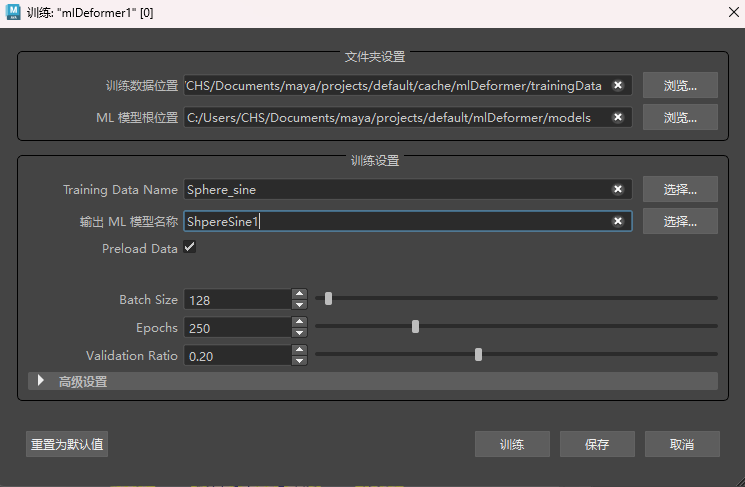 训练: "mlDeformer1" [0]
文件夹设置
训练数据位置 /CHS/Documents/maya/projects/default/cache/mlDeformer/trainingData 浏览...
ML 模型根位置 C:/Users/CHS/Documents/maya/projects/default/mlDeformer/models 浏览...
训练设置
Training Data Name Sphere_sine 选择...
输出 ML 模型名称 ShpereSine1 选择...
Preload Data
Batch Size 128
Epochs 250
Validation Ratio 0.20
高级设置
重置为默认值 训练 保存 取消